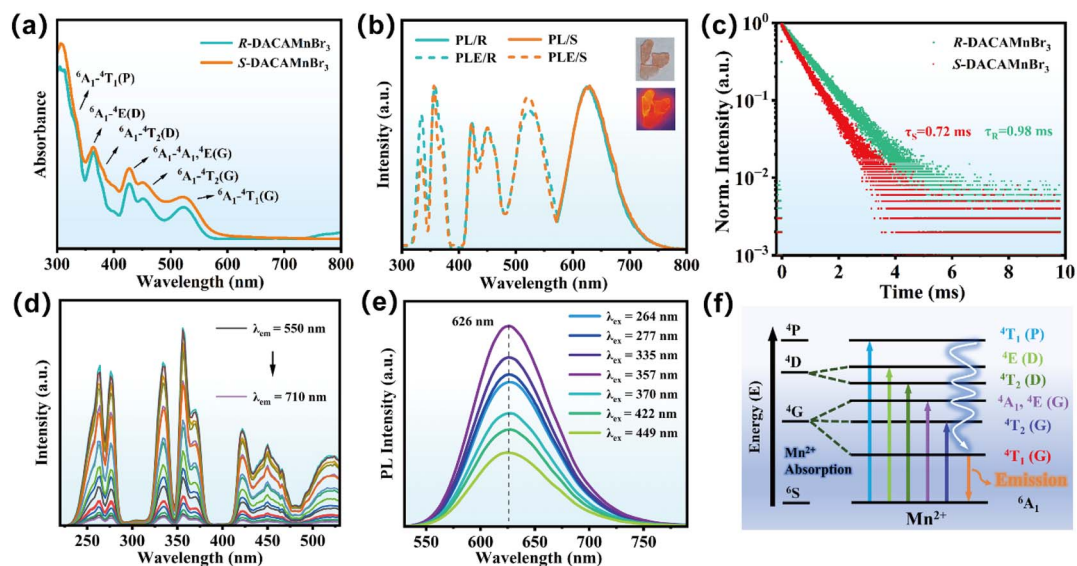 (a)
R-DACAMnBr₃
S-DACAMnBr₃
⁶A₁-⁴T₁(P)
⁶A₁-⁴E(D)
⁶A₁-⁴T₂(D)
⁶A₁-⁴A₁,⁴E(G)
⁶A₁-⁴T₂(G)
⁶A₁-⁴T₁(G)
Absorbance
300 400 500 600 700 800
Wavelength (nm)
(b)
PL/R PL/S
PLE/R PLE/S
Intensity (a.u.)
300 400 500 600 700 800
Wavelength (nm)
(c)
R-DACAMnBr₃
S-DACAMnBr₃
τS=0.72 ms τR=0.98ms
Norm. Intensity (a.u.)
10⁰
10⁻¹
10⁻²
10⁻³
0 2 4 6 8 10
Time (ms)
(d)
λem = 550 nm
λem = 710 nm
Intensity (a.u.)
250 300 350 400 450 500
Wavelength (nm)
(e)
626 nm
λex = 264 nm
λex = 277 nm
λex = 335 nm
λex = 357 nm
λex = 370 nm
λex = 422 nm
λex = 449 nm
PL Intensity (a.u.)
550 600 650 700 750
Wavelength (nm)
(f)
Energy (E)
⁴P
⁴D
⁴G
Mn²⁺
Absorption
⁶S
⁴T₁ (P)
⁴E (D)
⁴T₂ (D)
⁴A₁, ⁴E (G)
⁴T₂ (G)
⁴T₁ (G)
Emission
⁶A₁
Mn²⁺